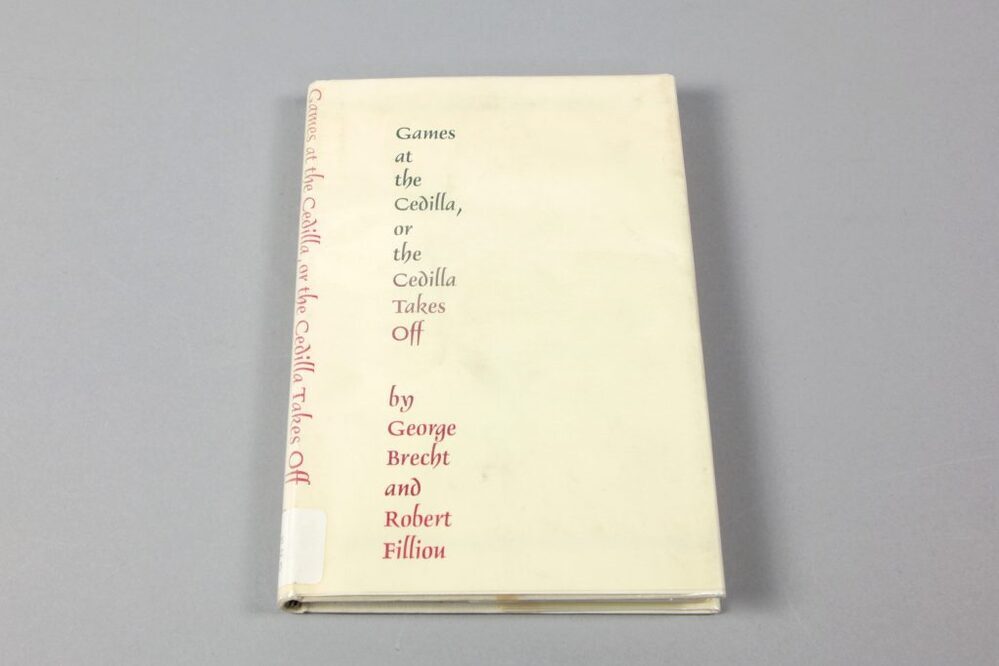 Games at the Cedilla, or the Cedilla Takes Off
Games
at
the
Cedilla,
or
the
Cedilla
Takes
Off
by
George
Brecht
and
Robert
Filliou